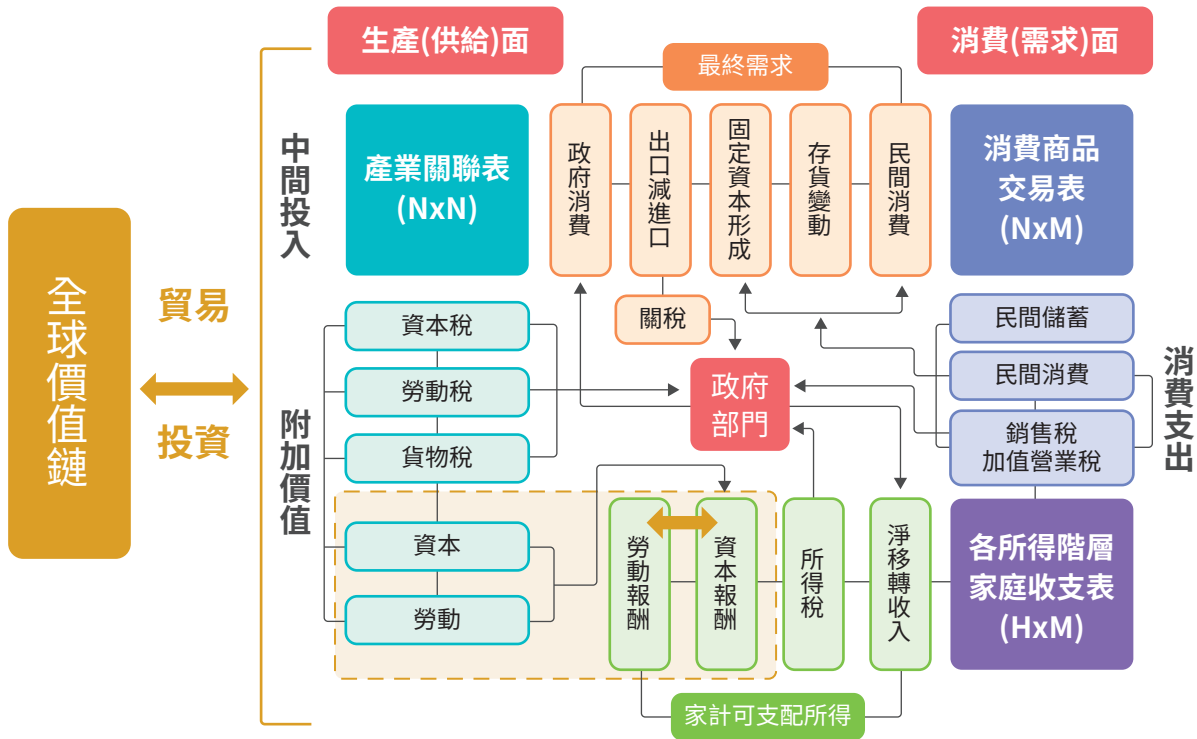 生產(供給)面
消費(需求)面
最終需求
中間投入
產業關聯表
(NxN)
政府消費
出口減進口
固定資本形成
存貨變動
民間消費
消費商品
交易表
(NxM)
全球價值鏈
貿易
投資
關稅
資本稅
勞動稅
貨物稅
政府
部門
民間儲蓄
民間消費
銷售稅
加值營業稅
消費支出
附加價值
資本
勞動
勞動報酬
資本報酬
所得稅
淨移轉收入
各所得階層
家庭收支表
(HxM)
家計可支配所得